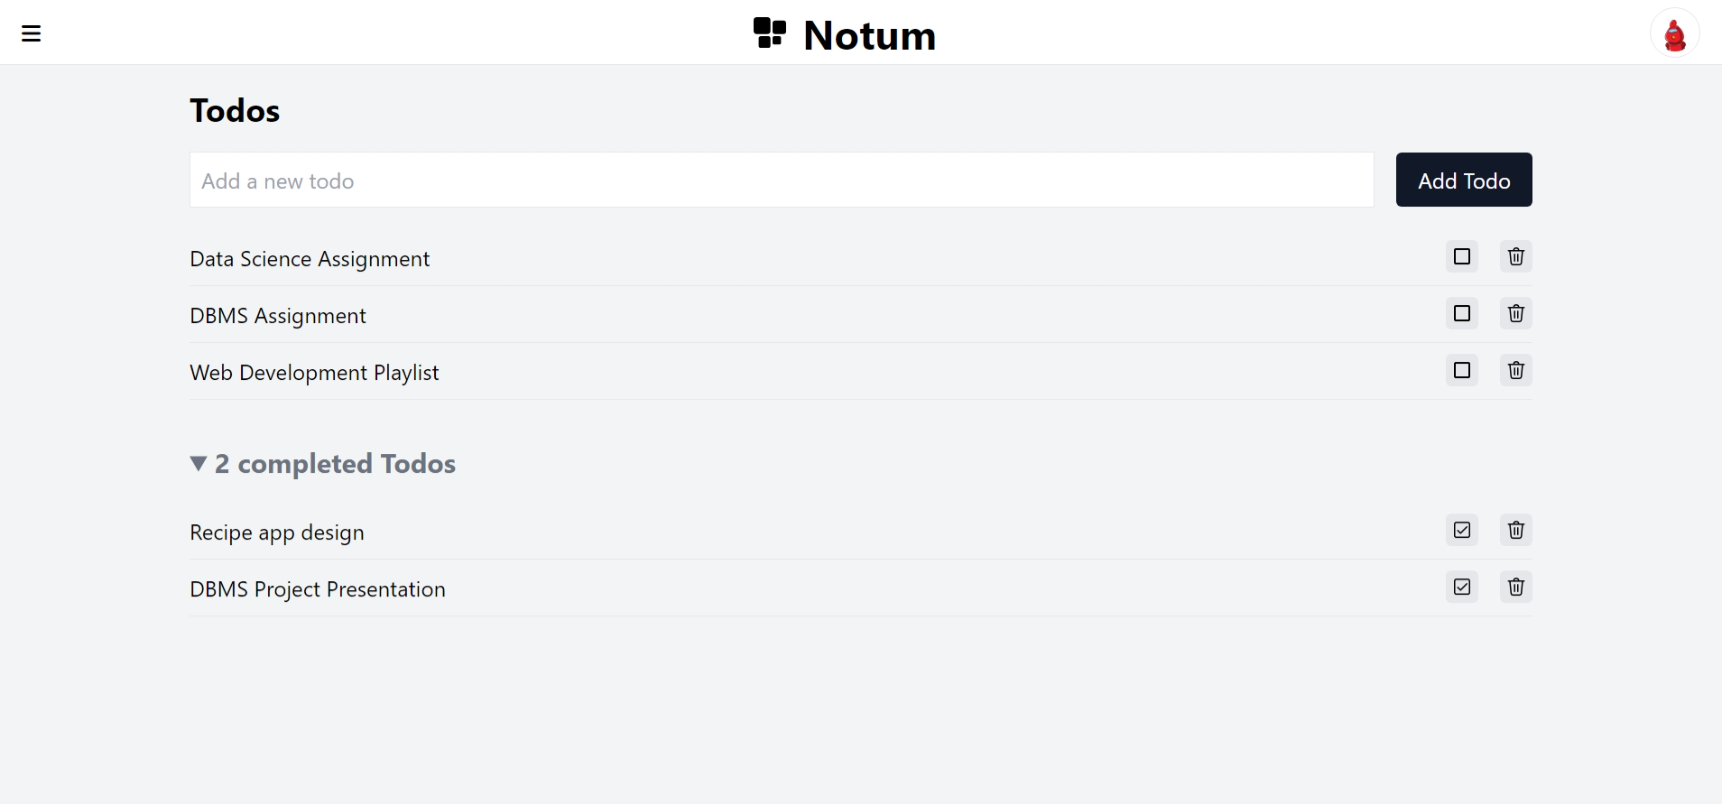 Notum
Todos
Add a new todo
Add Todo
Data Science Assignment
DBMS Assignment
Web Development Playlist
2 completed Todos
Recipe app design
DBMS Project Presentation